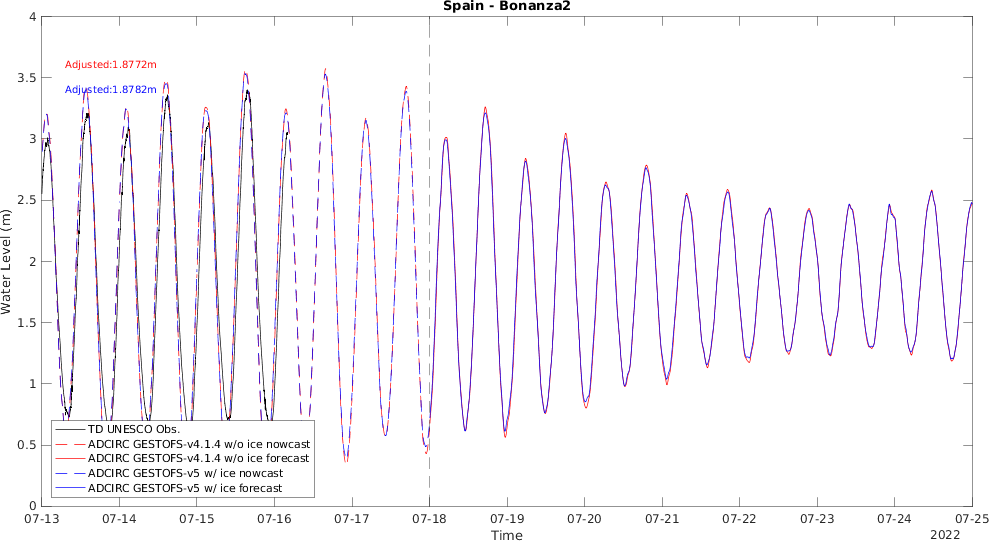 Spain - Bonanza2
4
3.5
3
2.5
2
1.5
1
0.5
0
Water Level (m)
Adjusted:1.8772m
Adjusted:1.8782m
TD UNESCO Obs.
ADCIRC GESTOFS-v4.1.4 w/o ice nowcast
ADCIRC GESTOFS-v4.1.4 w/o ice forecast
ADCIRC GESTOFS-v5 w/ ice nowcast
ADCIRC GESTOFS-v5 w/ ice forecast
07-13 07-14 07-15 07-16 07-17 07-18 07-19 07-20 07-21 07-22 07-23 07-24 07-25
Time
2022